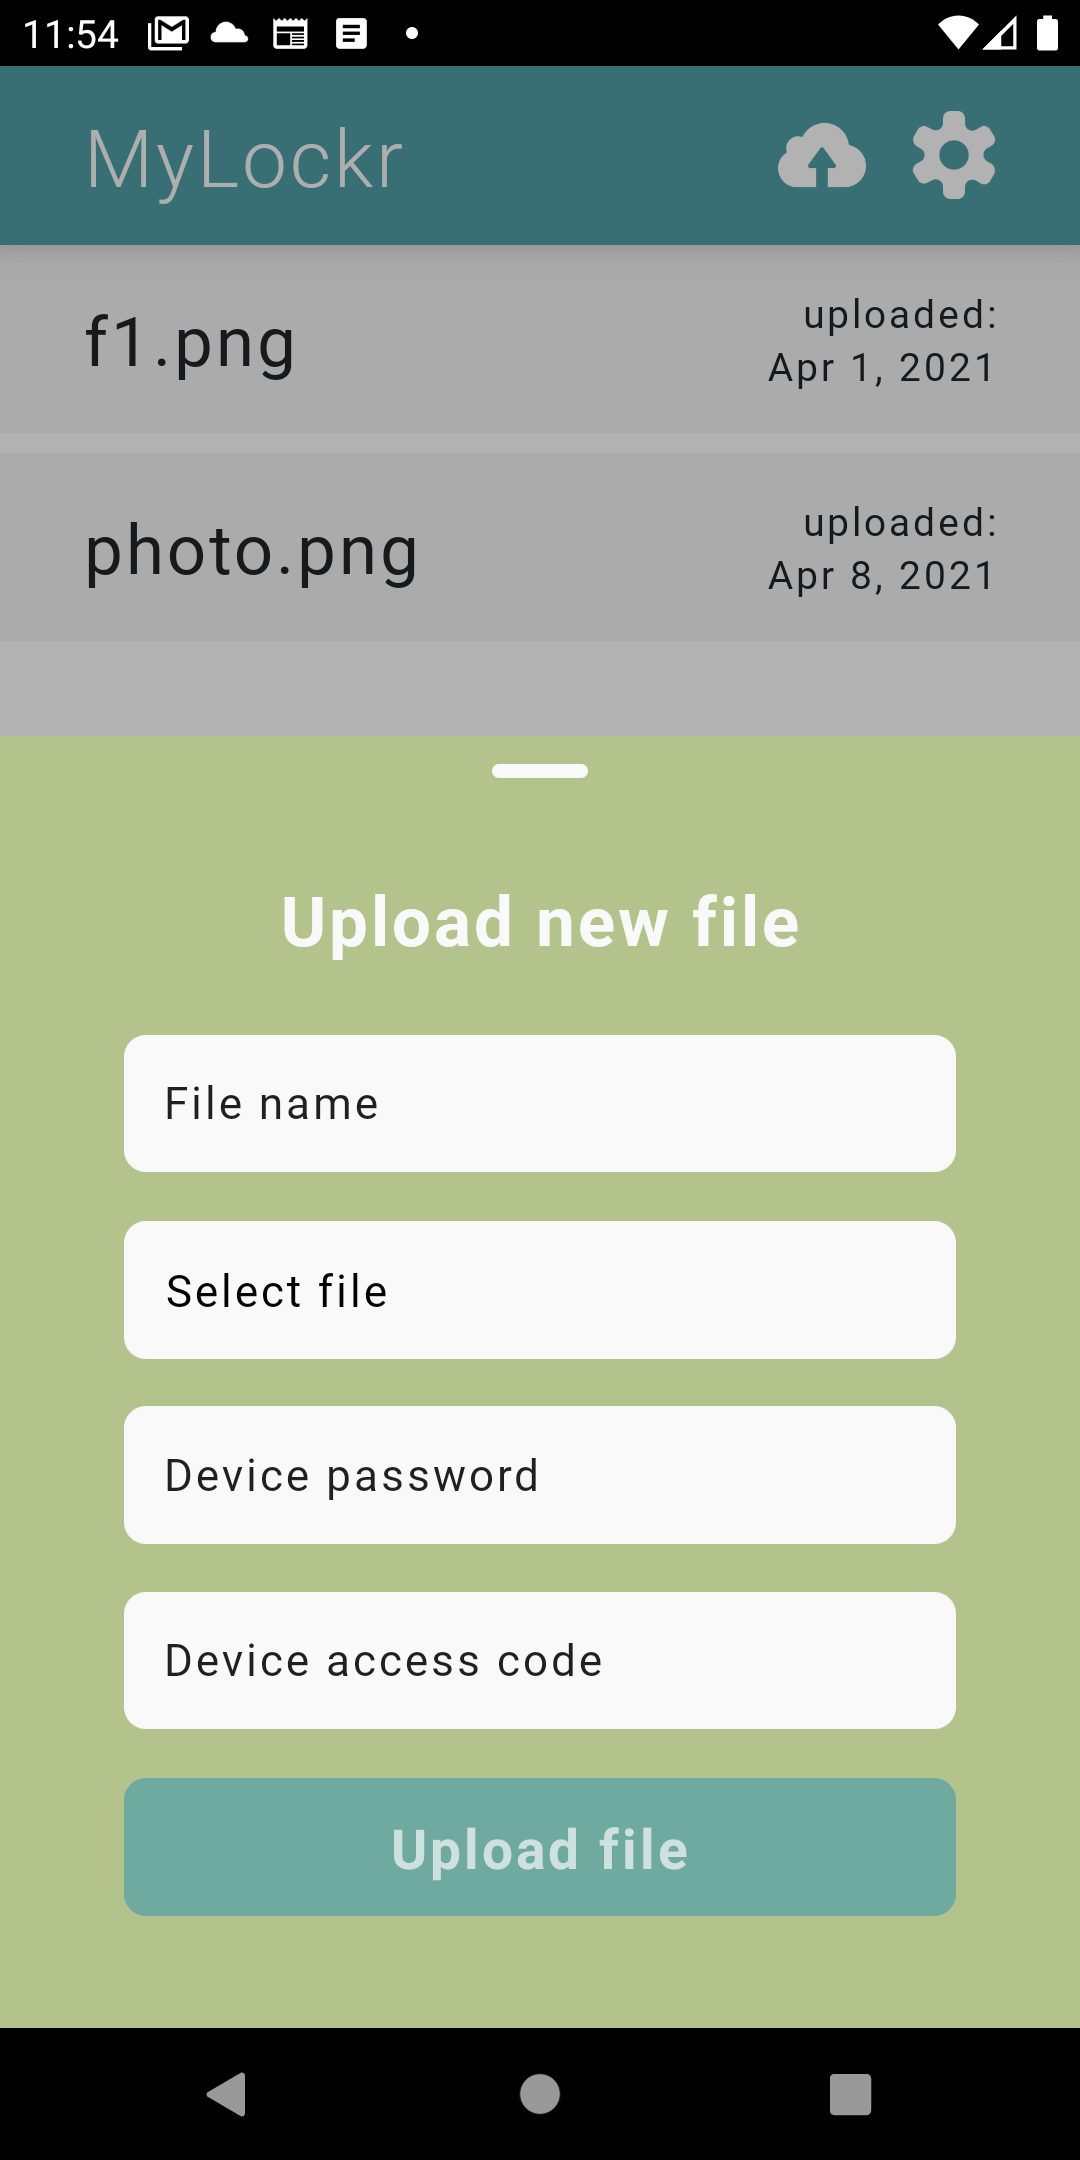 11:54
MyLockr
f1.png
uploaded:
Apr 1, 2021
photo.png
uploaded:
Apr 8, 2021
Upload new file
File name
Select file
Device password
Device access code
Upload file